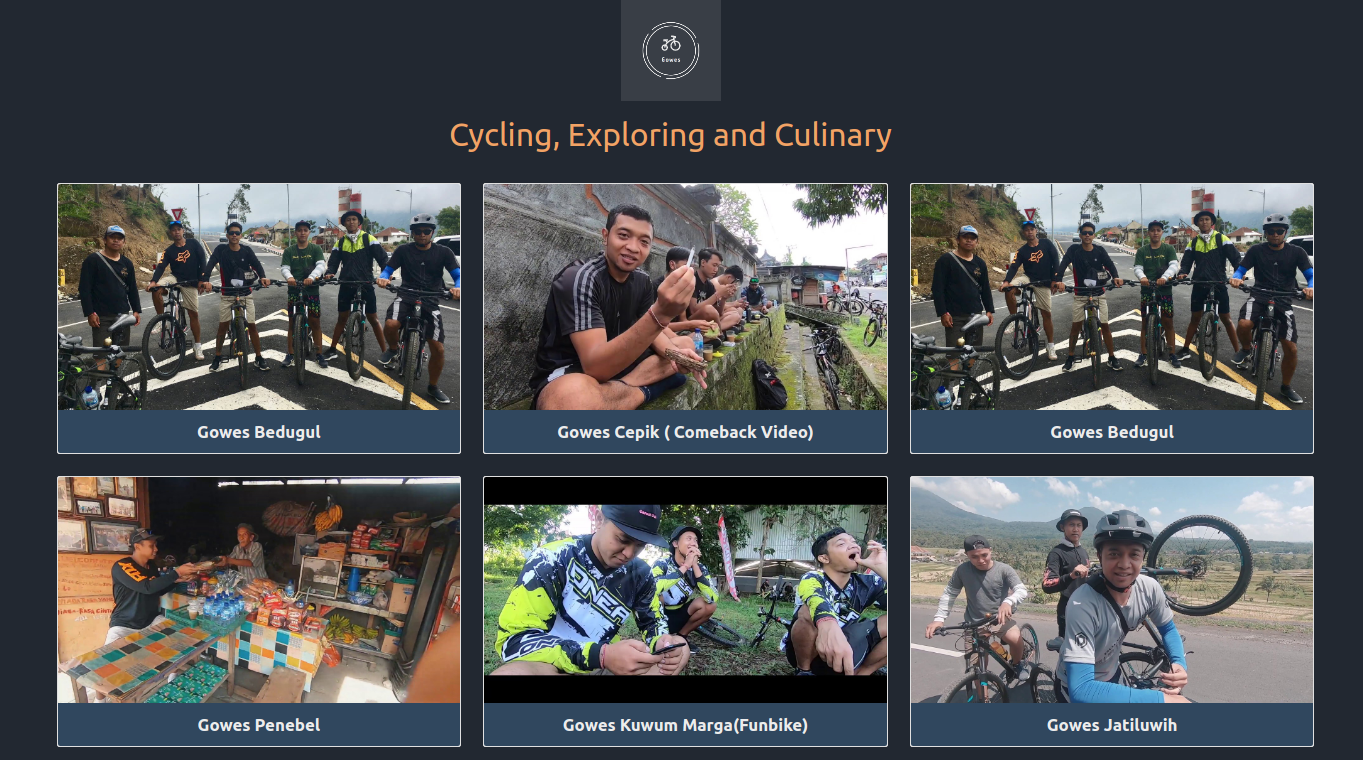 Gowes
Cycling, Exploring and Culinary
Gowes Bedugul
Gowes Cepik ( Comeback Video)
Gowes Bedugul
Gowes Penebel
Gowes Kuwum Marga(Funbike)
Gowes Jatiluwih